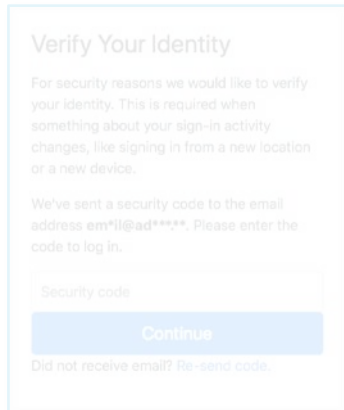 Verify Your Identity
For security reasons we would like to verify
your identity. This is required when
something about your sign-in activity
changes, like signing in from a new location
or a new device.
We've sent a security code to the email
address em*il@ad***.**. Please enter the
code to log in.
Security code
Continue
Did not receive email? Re-send code.